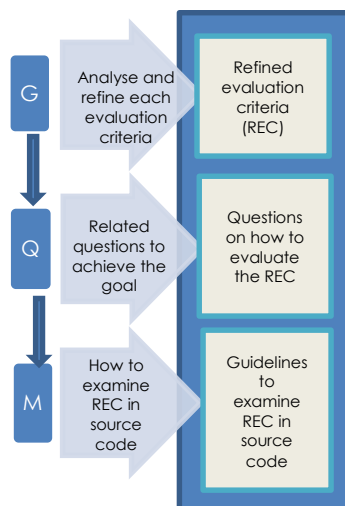 G
Analyse and
refine each
evaluation
criteria
Refined
evaluation
criteria
(REC)
Q
Related
questions to
achieve the
goal
Questions
on how to
evaluate
the REC
M
How to
examine
REC in
source
code
Guidelines
to
examine
REC in
source
code